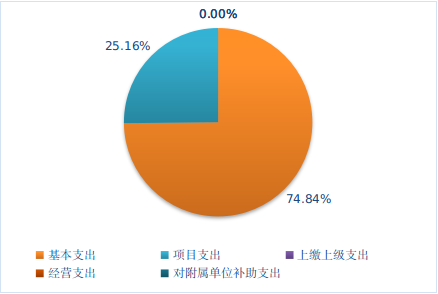 0.00%
25.16%
74.84%
基本支出 项目支出 上缴上级支出
经营支出 对附属单位补助支出